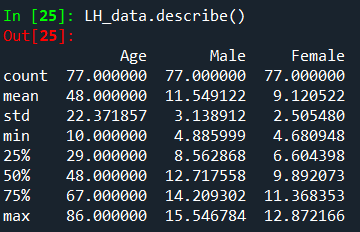 In [25]: LH_data.describe()
Out[25]:
Age Male Female
count 77.000000 77.000000 77.000000
mean 48.000000 11.549122 9.120522
std 22.371857 3.138912 2.505480
min 10.000000 4.885999 4.680948
25% 29.000000 8.562868 6.604398
50% 48.000000 12.717558 9.892073
75% 67.000000 14.209302 11.368353
max 86.000000 15.546784 12.872166